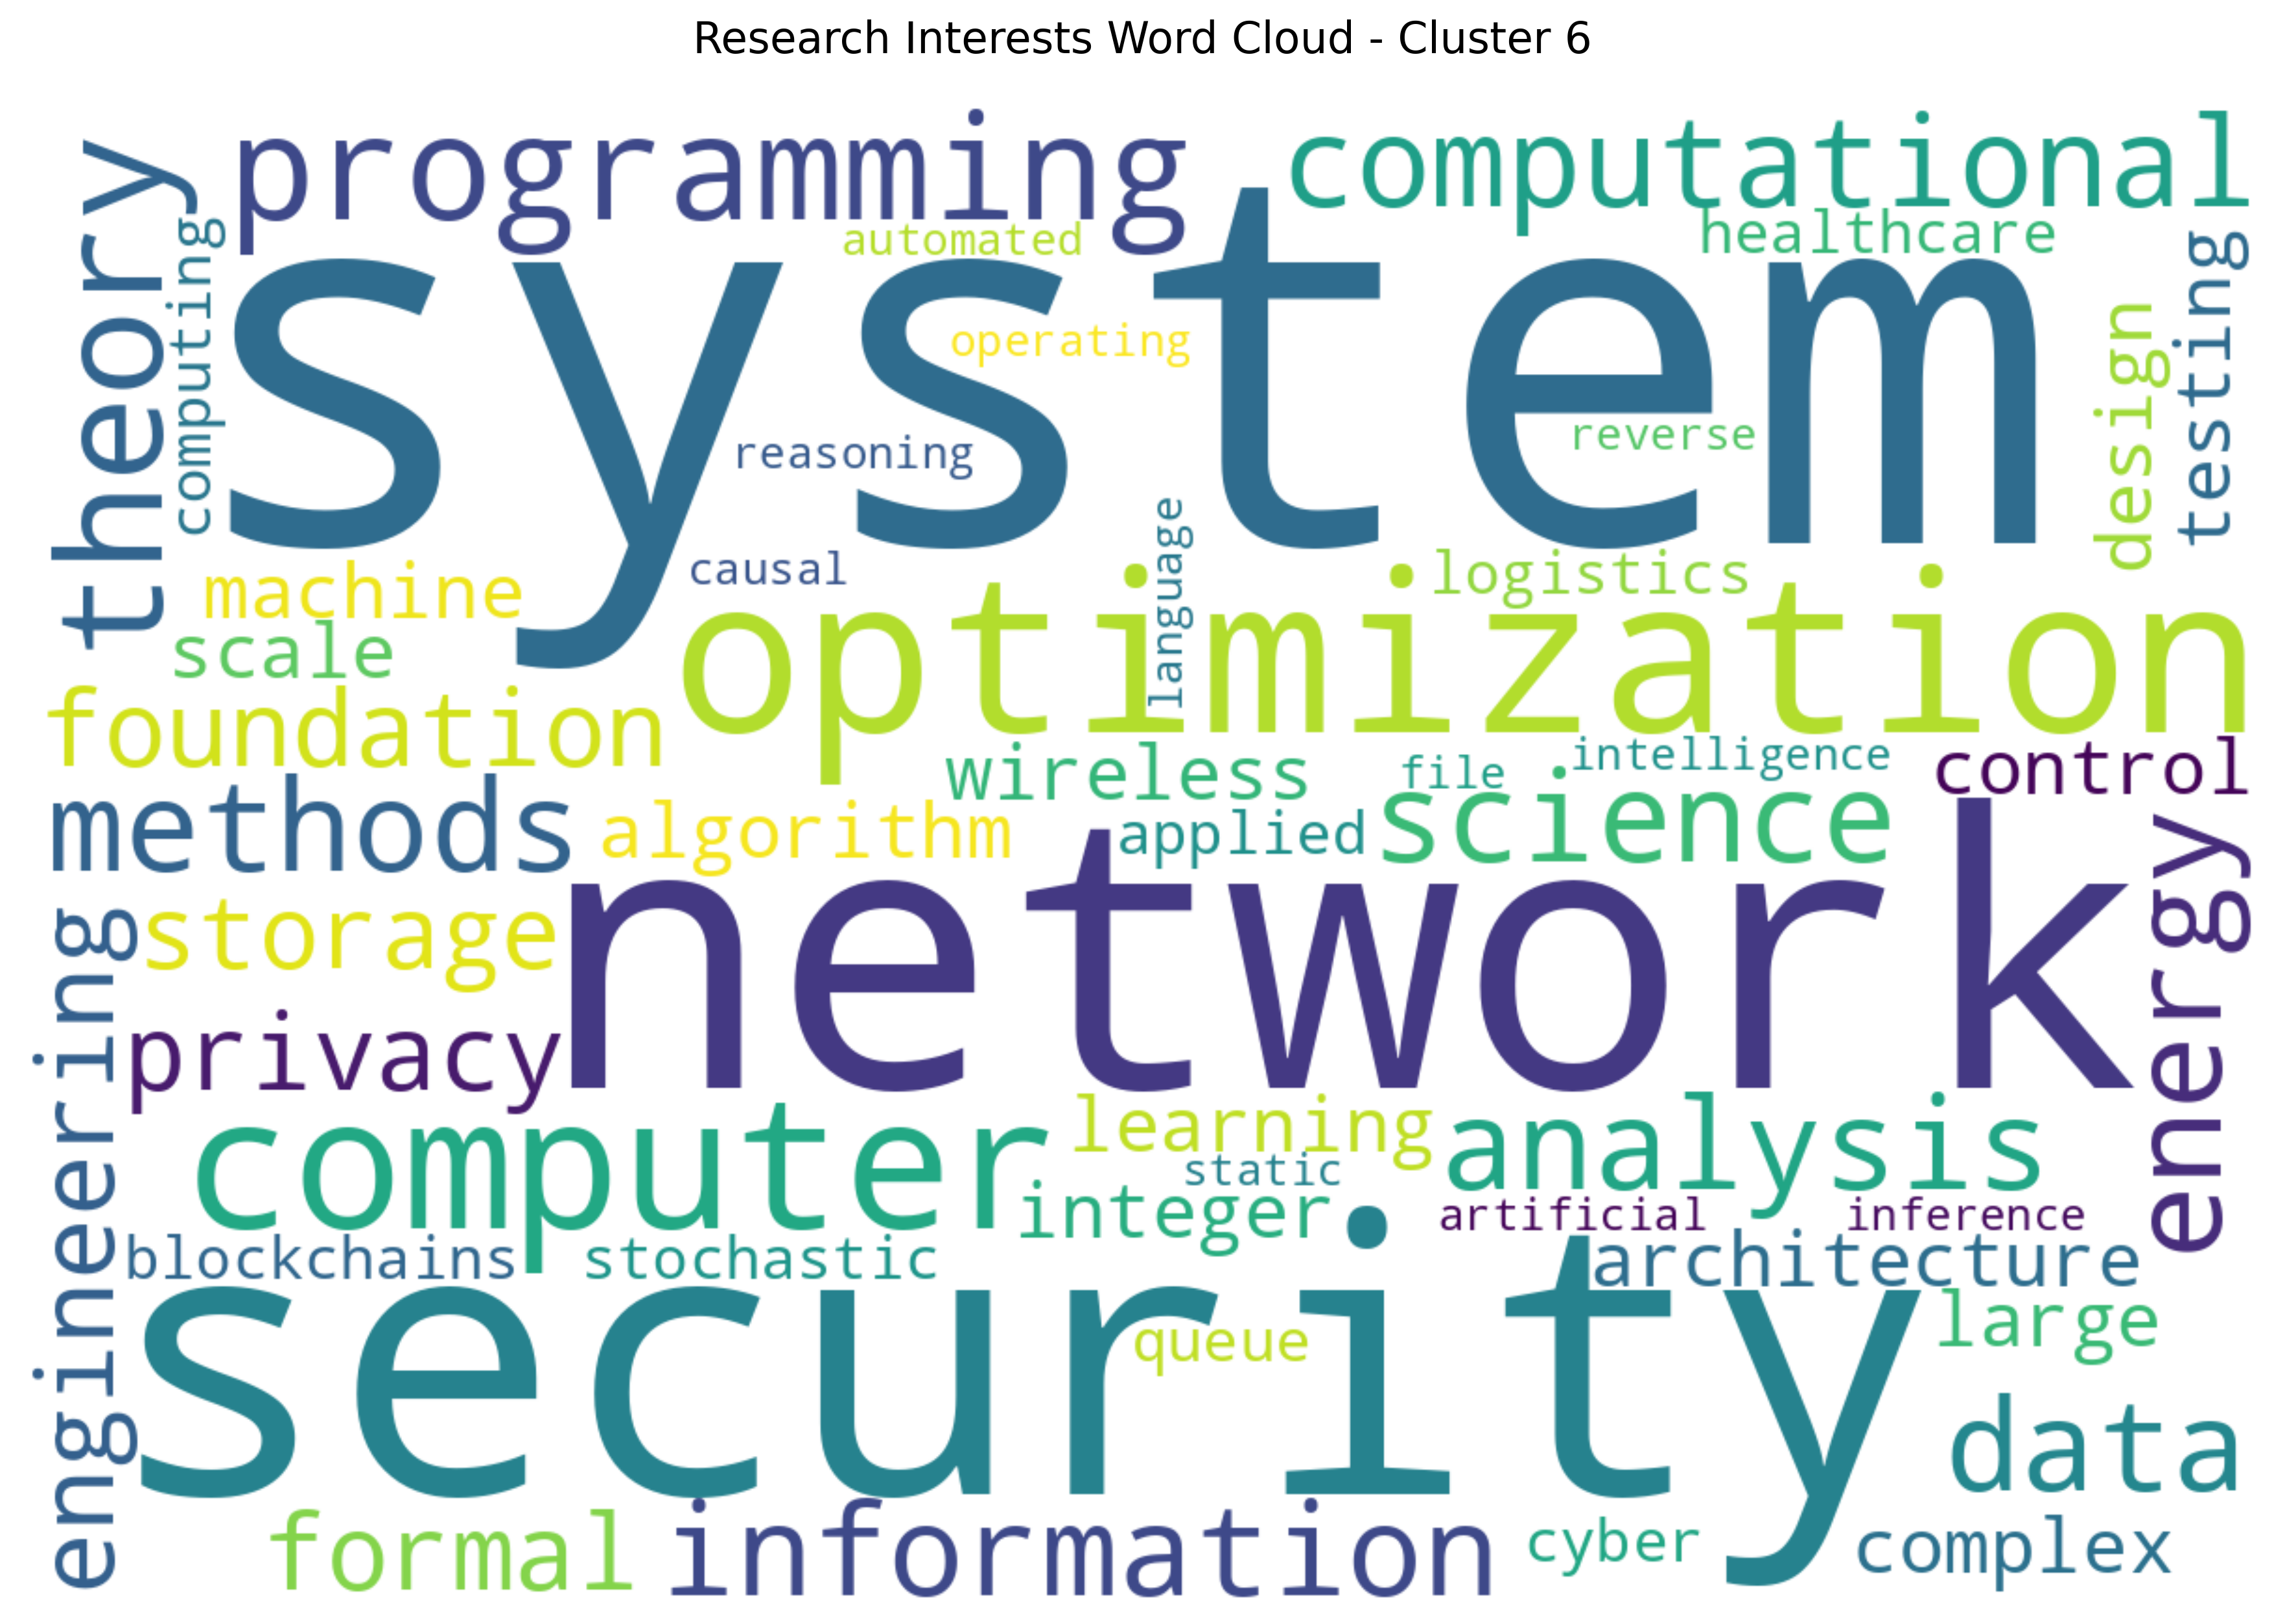 Research Interests Word Cloud - Cluster 6
programming
computational
theory
computing
automated
healthcare
system
operating
testing
design
reasoning
reverse
language
causal
logistics
machine
optimization
scale
foundation
wireless
file
intelligence
control
methods
algorithm
applied
science
storage
network
energy
engineering
privacy
computer
learning
analysis
static
integer
artificial
inference
blockchains
stochastic
architecture
security
queue
large
data
formal
information
cyber
complex